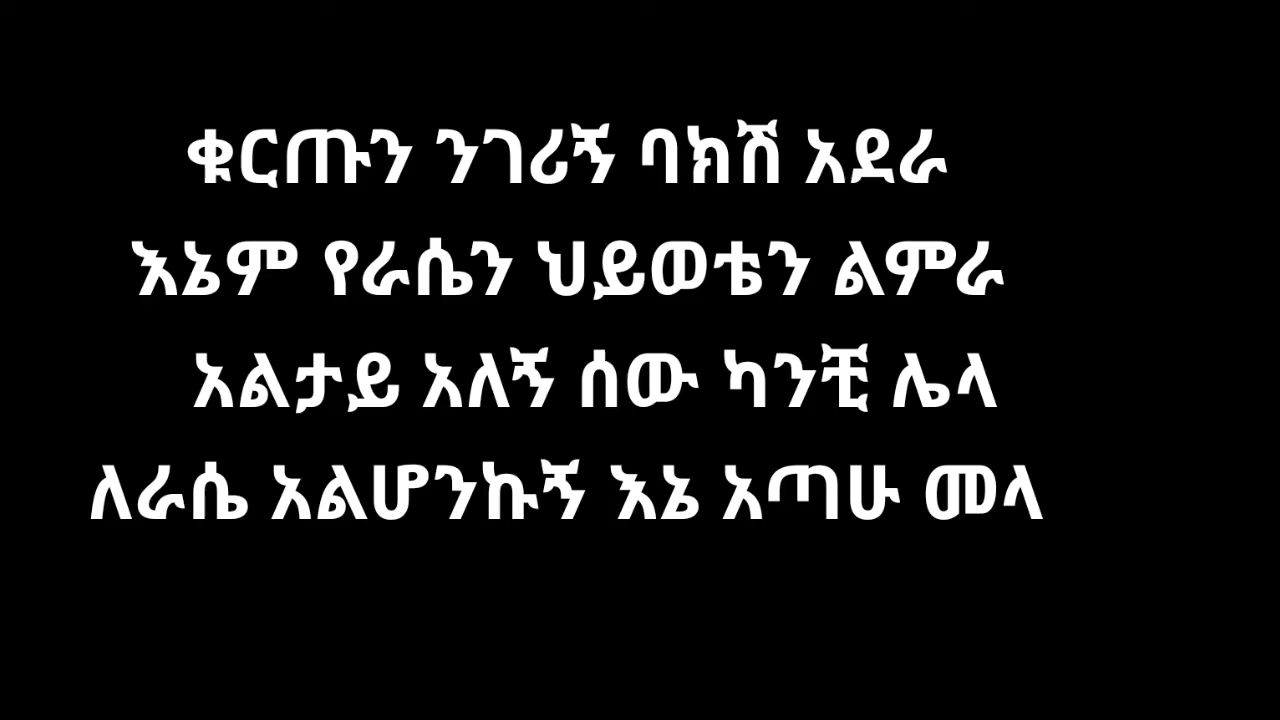 ቁርጡን ንገሪኝ ባክሽ አደራ
እኔም የራሴን ህይወቴን ልምራ
አልታይ አለኝ ሰው ካንቺ ሌላ
ለራሴ አልሆንኩኝ እኔ አጣሁ መላ